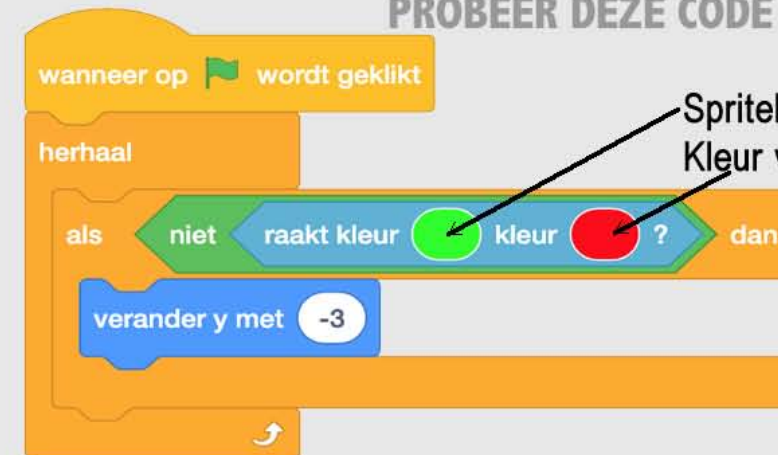 PROBEER DEZE CODE
wanneer op wordt geklikt
herhaal
Kleur
als niet raakt kleur kleur ? dan
verander y met -3